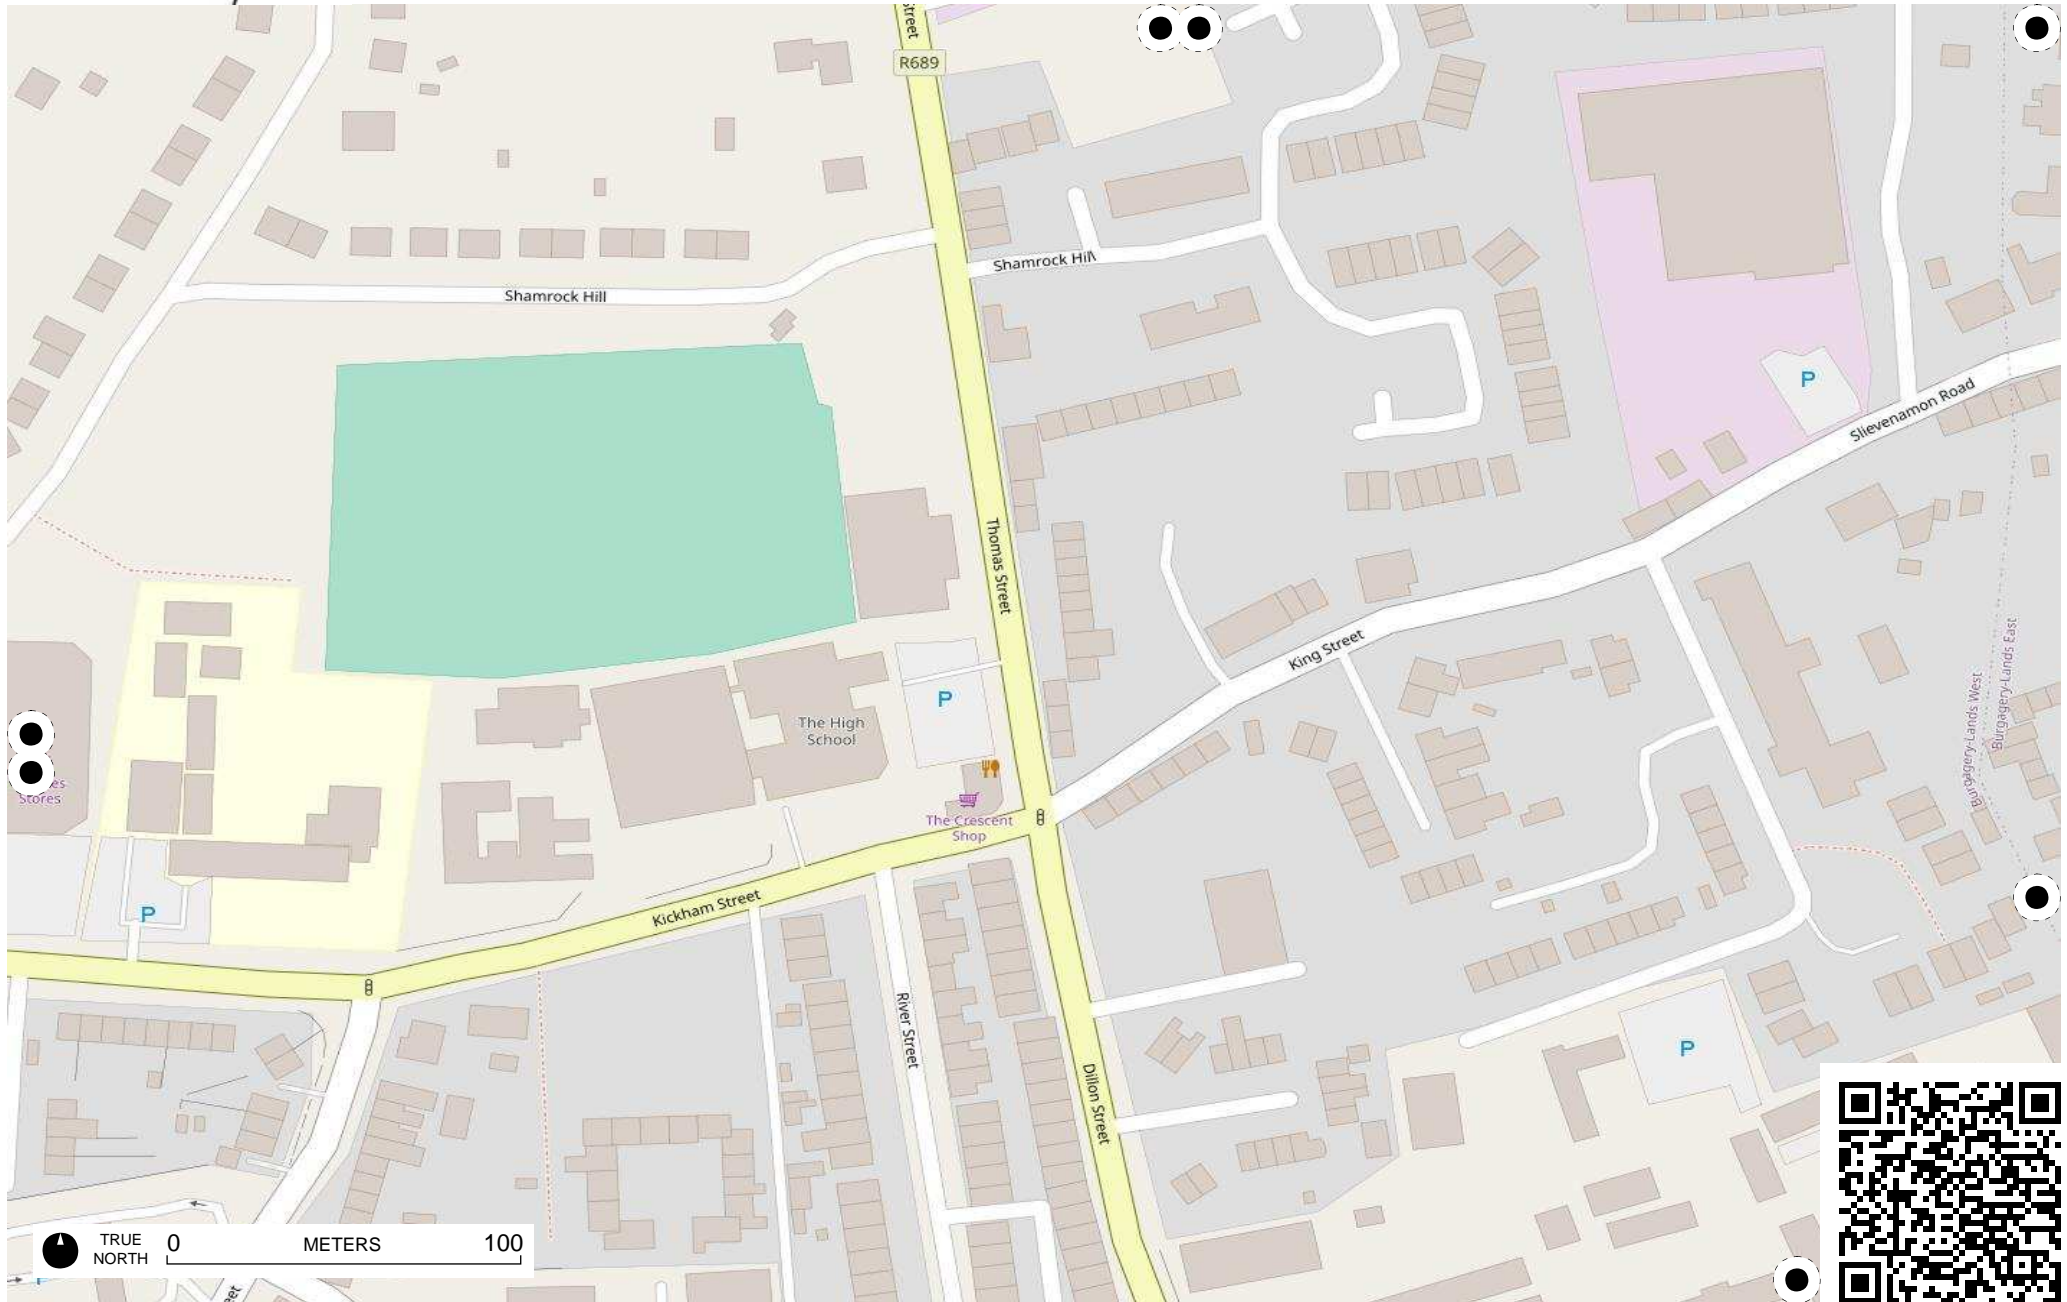 Street
R689
Shamrock Hill
Shamrock Hill
P
Slievenamon Road
Thomas Street
King Street
Burgagery-Lands West
Burgagery-Lands East
P
The High
School
Stores
The Crescent
Shop
P
Kickham Street
River Street
Dillon Street
P
TRUE
NORTH
0
METERS
100